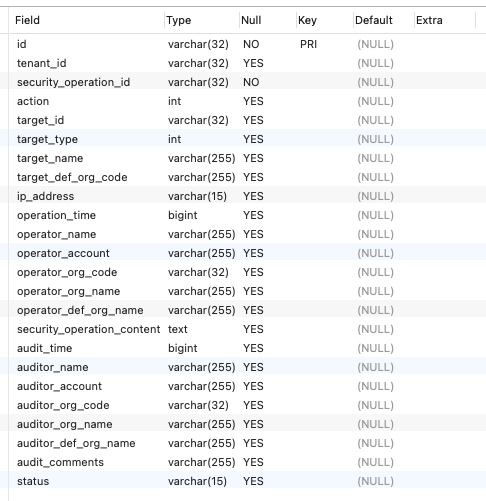 Field Type Null Key Default Extra
id varchar(32) NO PRI (NULL)
tenant_id varchar(32) YES (NULL)
security_operation_id varchar(32) NO (NULL)
action int YES (NULL)
target_id varchar(32) YES (NULL)
target_type int YES (NULL)
target_name varchar(255) YES (NULL)
target_def_org_code varchar(255) YES (NULL)
ip_address varchar(15) YES (NULL)
operation_time bigint YES (NULL)
operator_name varchar(255) YES (NULL)
operator_account varchar(255) YES (NULL)
operator_org_code varchar(32) YES (NULL)
operator_org_name varchar(255) YES (NULL)
operator_def_org_name varchar(255) YES (NULL)
security_operation_content text YES (NULL)
audit_time bigint YES (NULL)
auditor_name varchar(255) YES (NULL)
auditor_account varchar(255) YES (NULL)
auditor_org_code varchar(32) YES (NULL)
auditor_org_name varchar(255) YES (NULL)
auditor_def_org_name varchar(255) YES (NULL)
audit_comments varchar(255) YES (NULL)
status varchar(15) YES (NULL)